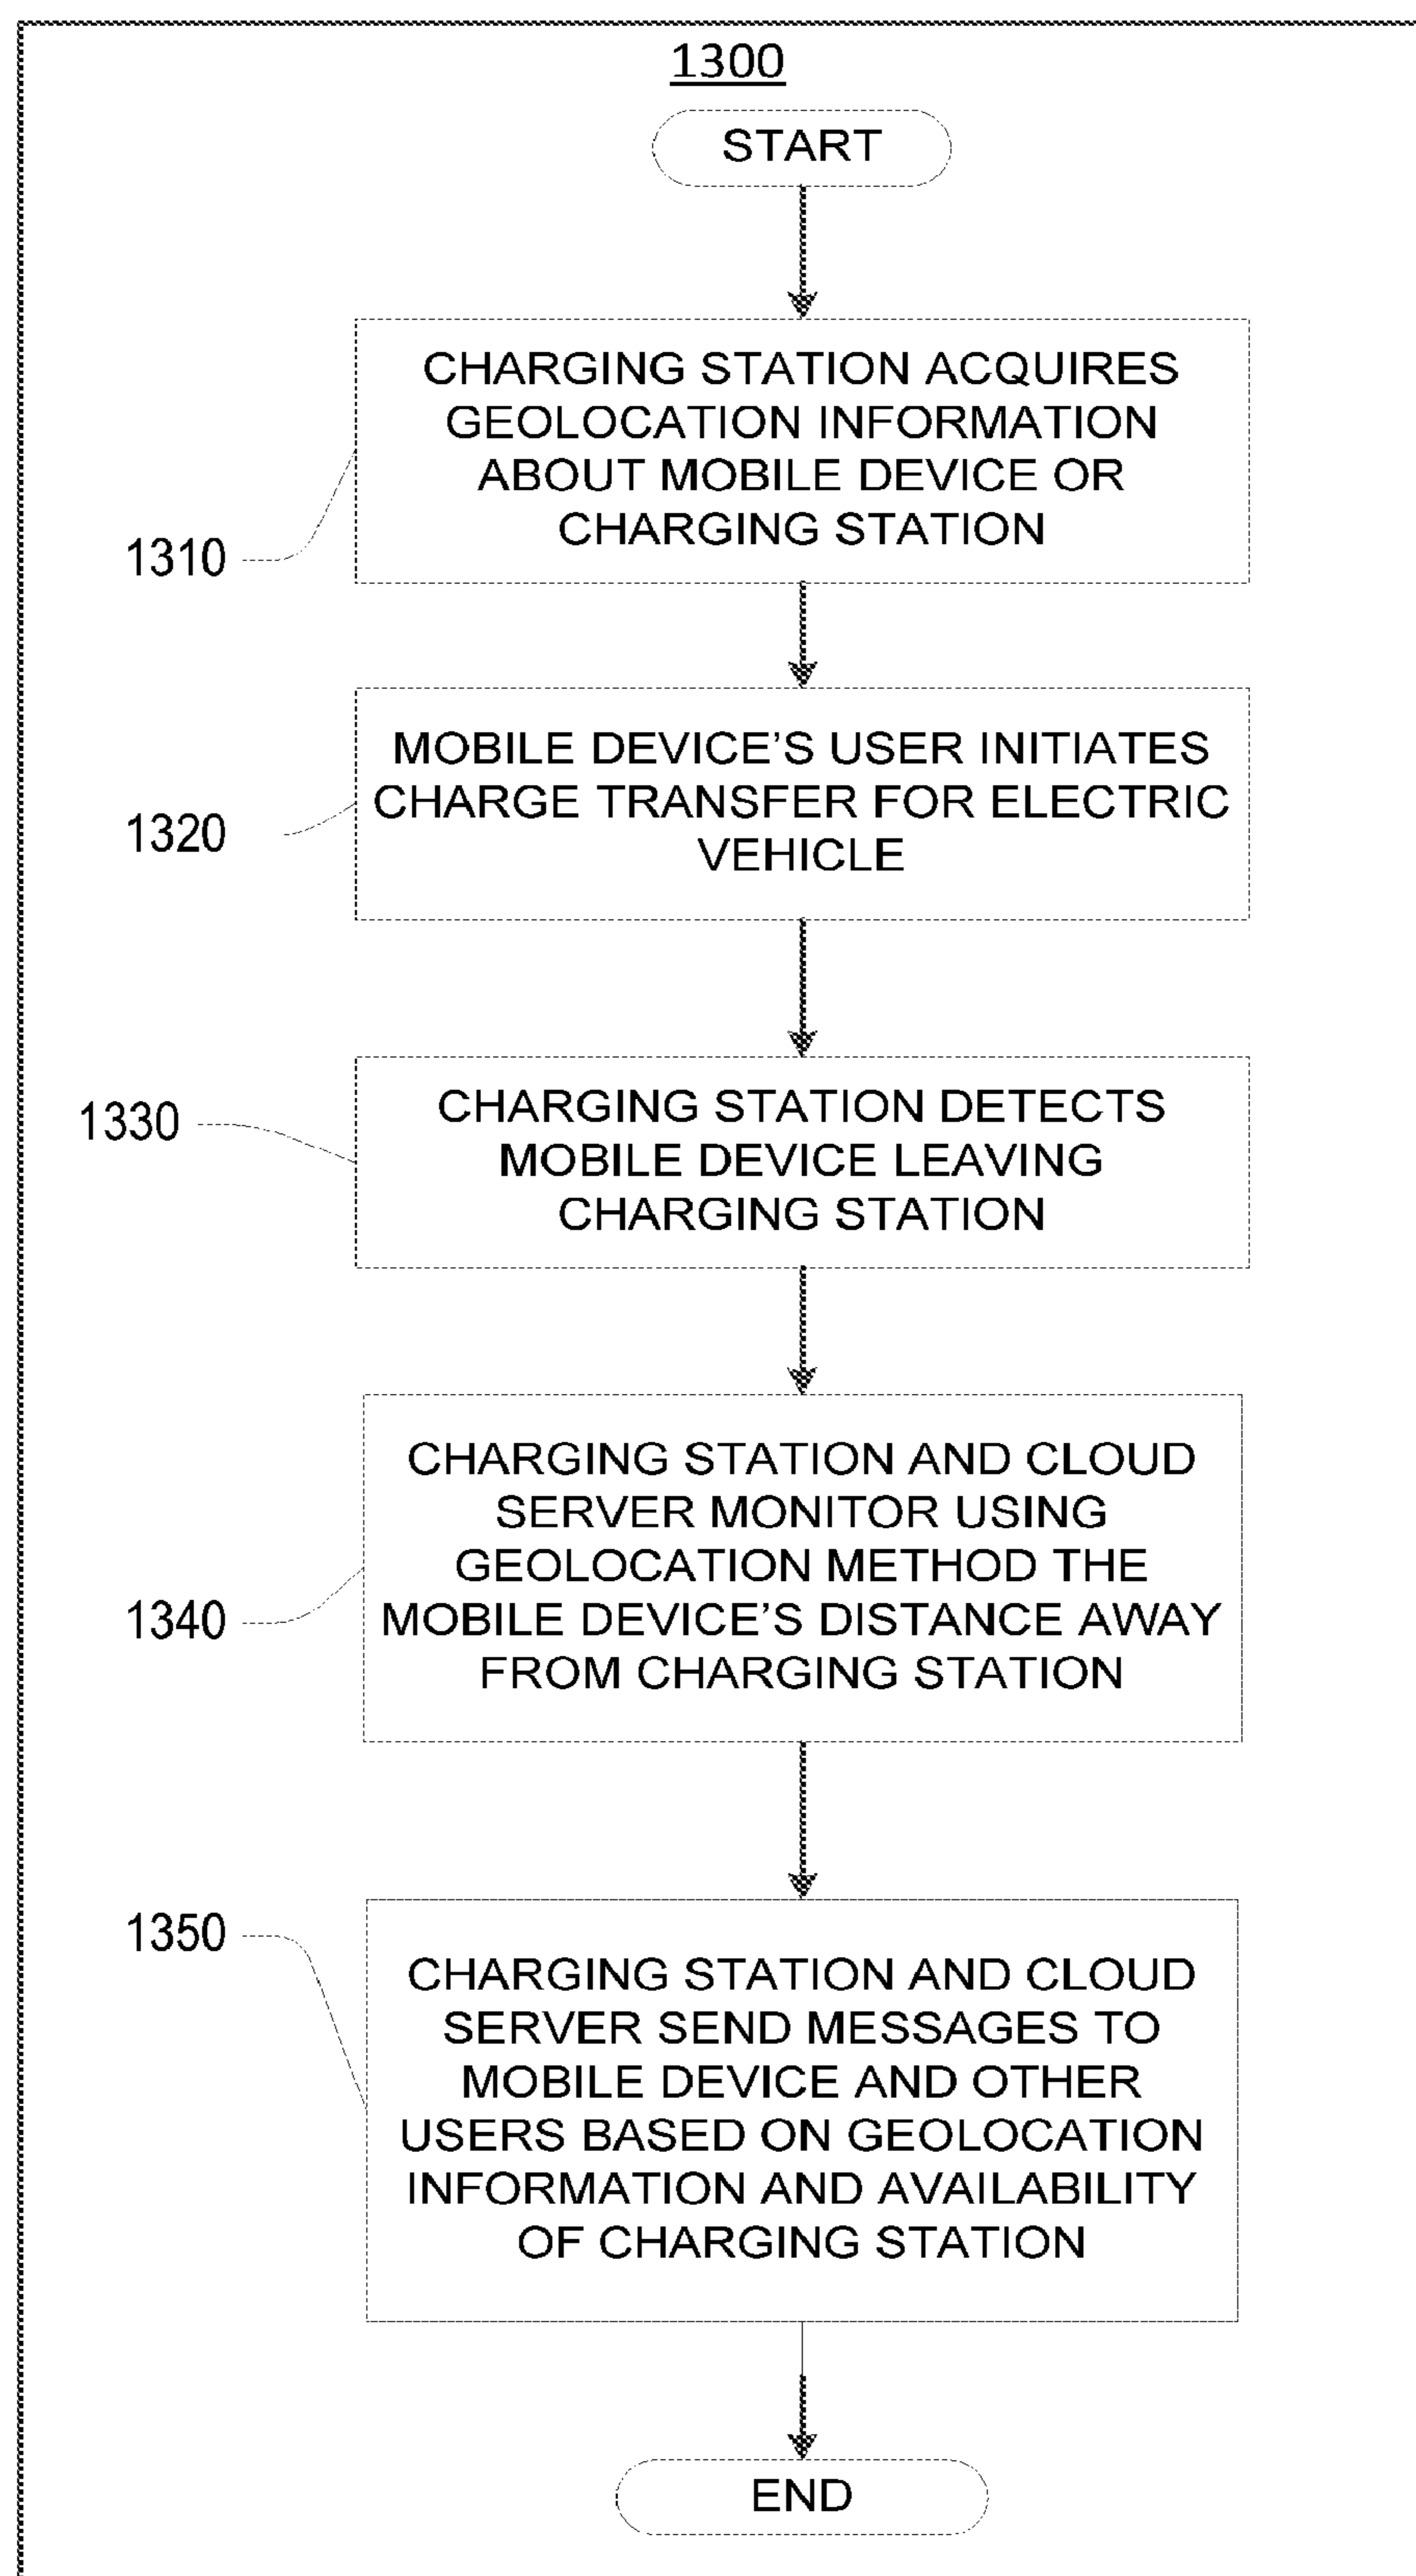 1300
START
CHARGING STATION ACQUIRES
GEOLOCATION INFORMATION
ABOUT MOBILE DEVICE OR
CHARGING STATION
1310
MOBILE DEVICE’S USER INITIATES
CHARGE TRANSFER FOR ELECTRIC
VEHICLE
1320
CHARGING STATION DETECTS
MOBILE DEVICE LEAVING
CHARGING STATION
1330
CHARGING STATION AND CLOUD
SERVER MONITOR USING
GEOLOCATION METHOD THE
MOBILE DEVICE’S DISTANCE AWAY
FROM CHARGING STATION
1340
CHARGING STATION AND CLOUD
SERVER SEND MESSAGES TO
MOBILE DEVICE AND OTHER
USERS BASED ON GEOLOCATION
INFORMATION AND AVAILABILITY
OF CHARGING STATION
1350
END